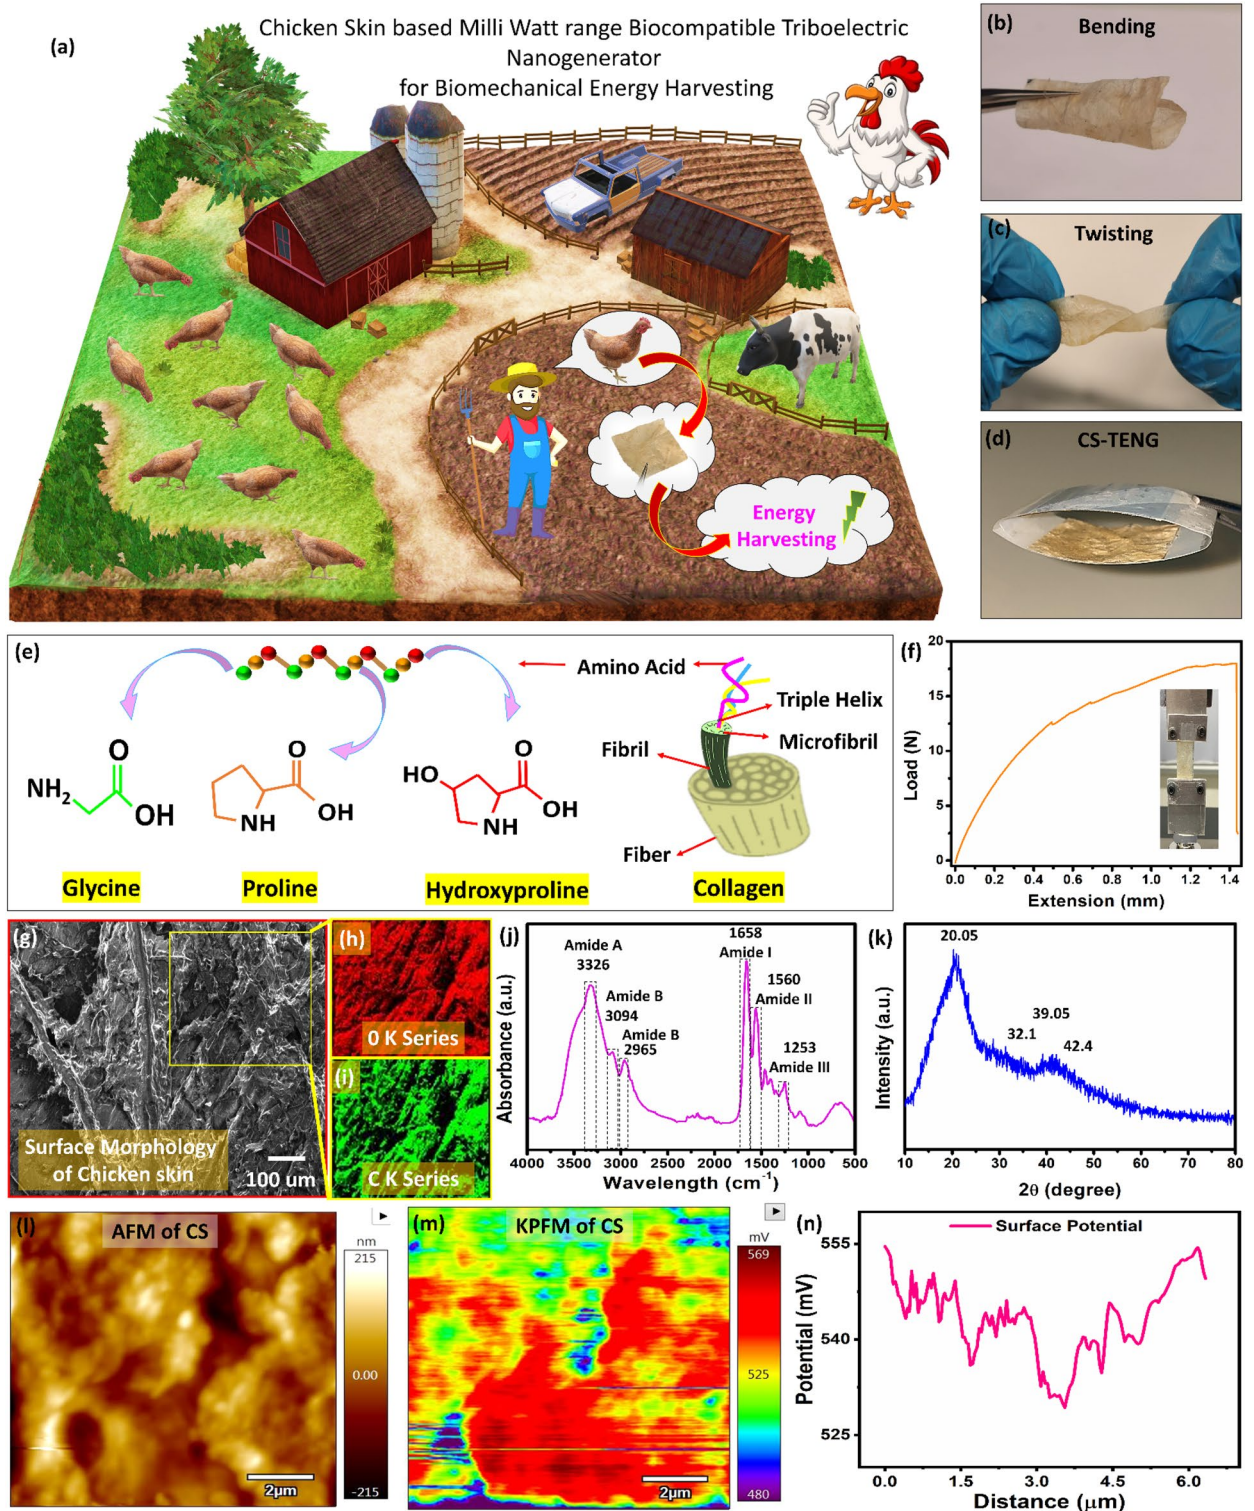 (a)
Chicken Skin based Milli Watt range Biocompatible Triboelectric
Nanogenerator
for Biomechanical Energy Harvesting
Energy
Harvesting
(b)
Bending
(c)
Twisting
(d)
CS-TENG
(e)
Amino Acid
Triple Helix
Microfibril
Fibril
Fiber
O
NH2
OH
O
NH
OH
HO
O
NH
OH
Glycine
Proline
Hydroxyproline
Collagen
(f)
Load (N)
20
15
10
5
0
0.0 0.2 0.4 0.6 0.8 1.0 1.2 1.4
Extension (mm)
(g)
Surface Morphology
of Chicken skin
100 um
(h)
0 K Series
(i)
C K Series
(j)
Absorbance (a.u.)
Amide A
3326
Amide B
3094
Amide B
2965
1658
Amide I
1560
Amide II
1253
Amide III
4000 3500 3000 2500 2000 1500 1000 500
Wavelength (cm⁻¹)
(k)
Intensity (a.u.)
20.05
32.1
39.05
42.4
10 20 30 40 50 60 70 80
2θ (degree)
(l)
AFM of CS
2μm
nm
215
0.00
-215
(m)
KPFM of CS
2μm
mV
569
525
480
(n)
Surface Potential
Potential (mV)
555
540
525
0.0 1.5 3.0 4.5 6.0
Distance (μm)